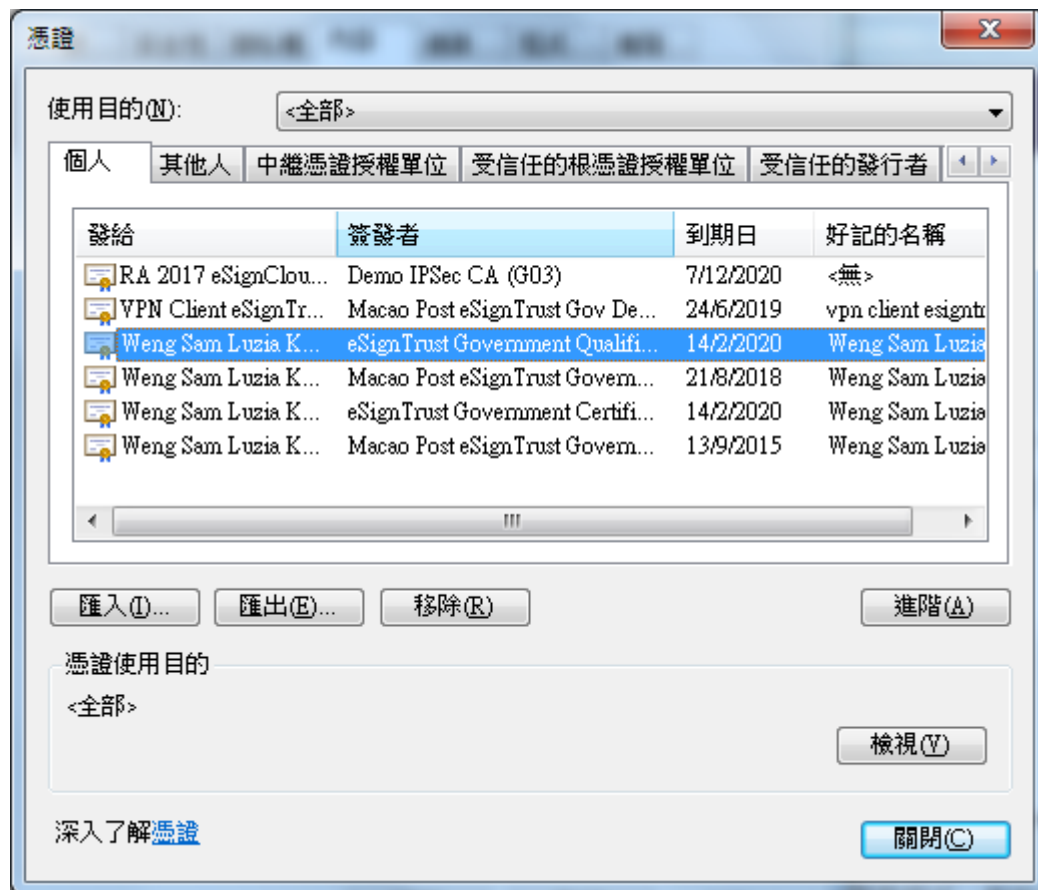 憑證
使用目的(N): <全部>
個人 其他人 中繼憑證授權單位 受信任的根憑證授權單位 受信任的發行者
發給 簽發者 到期日 好記的名稱
RA 2017 eSignClou... Demo IPSec CA (G03) 7/12/2020 <無>
VPN Client eSignTr... Macao Post eSignTrust Gov De... 24/6/2019 vpn client esigntr
Weng Sam Luzia K... eSignTrust Government Qualifi... 14/2/2020 Weng Sam Luzia
Weng Sam Luzia K... Macao Post eSignTrust Govern... 21/8/2018 Weng Sam Luzia
Weng Sam Luzia K... eSignTrust Government Certifi... 14/2/2020 Weng Sam Luzia
Weng Sam Luzia K... Macao Post eSignTrust Govern... 13/9/2015 Weng Sam Luzia
匯入(I)... 匯出(E)... 移除(R) 進階(A)
憑證使用目的
<全部>
檢視(V)
深入了解憑證
關閉(C)